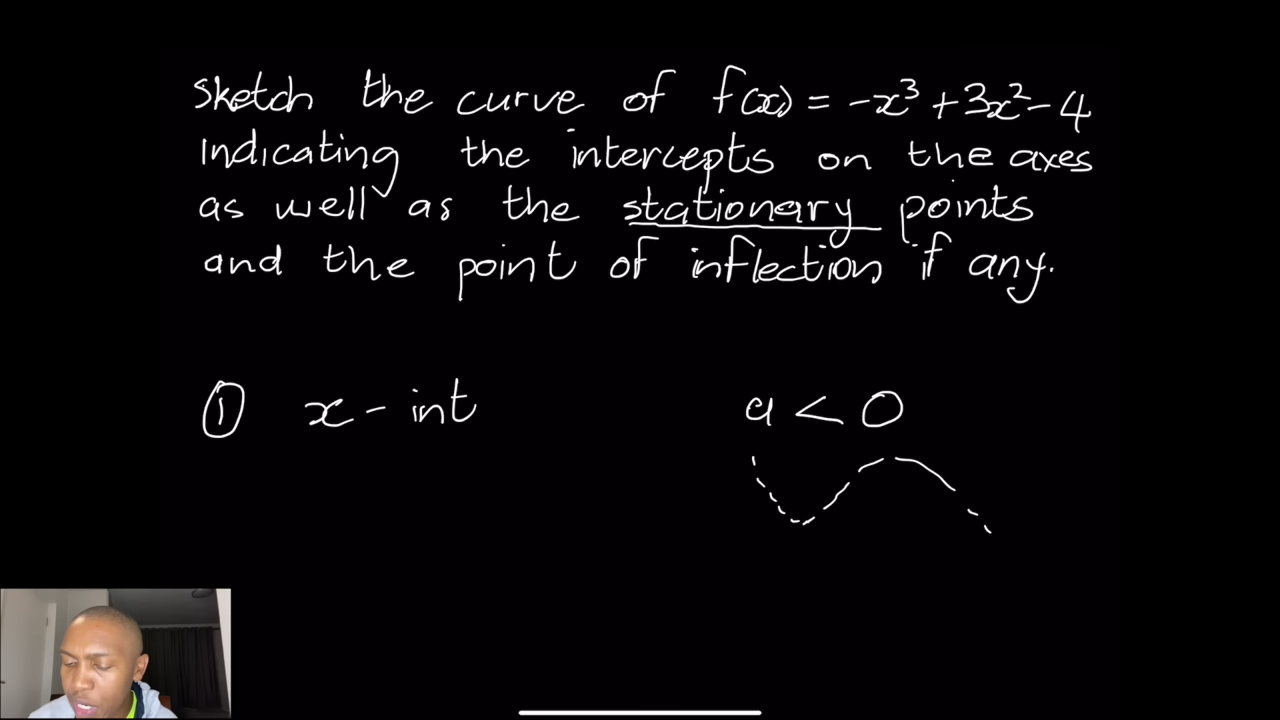 sketch the curve of f(x) = -x³ + 3x² - 4
indicating the intercepts on the axes
as well as the stationary points
and the point of inflection if any.
① x - int
a < 0